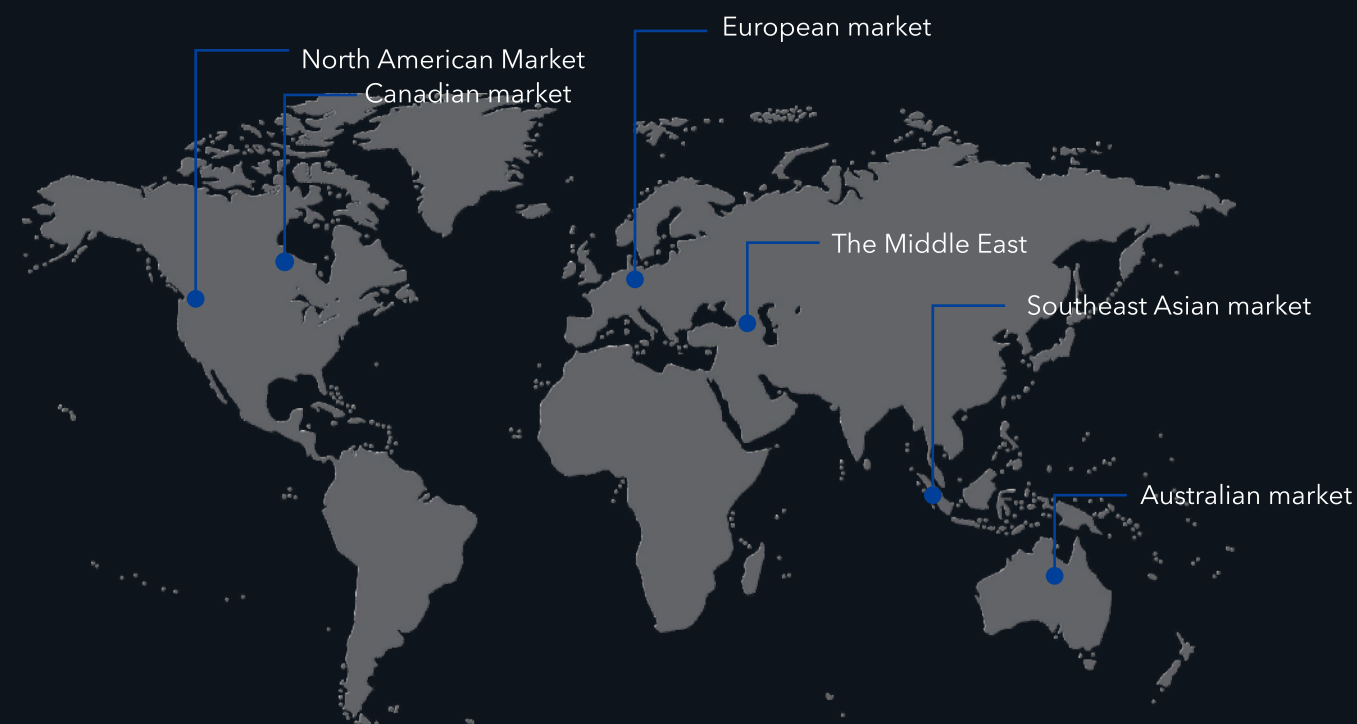 European market
North American Market
Canadian market
The Middle East
Southeast Asian market
Australian market